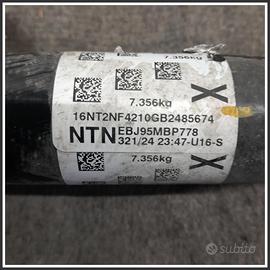 7.356kg
16NT2NF4210GB2485674
NTN EBJ95MBP778
321/24 23:47-U16-S
7.356kg
subito